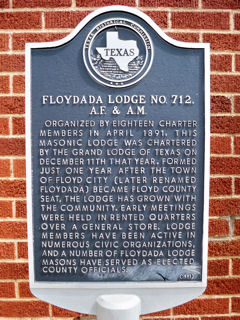 TEXAS HISTORICAL COMMISSION
TEXAS
FLOYDADA LODGE NO. 712,
A.F. & A.M.
ORGANIZED BY EIGHTEEN CHARTER
MEMBERS IN APRIL 1891, THIS
MASONIC LODGE WAS CHARTERED
BY THE GRAND LODGE OF TEXAS ON
DECEMBER 11TH THAT YEAR. FORMED
JUST ONE YEAR AFTER THE TOWN
OF FLOYD CITY (LATER RENAMED
FLOYDADA) BECAME FLOYD COUNTY
SEAT, THE LODGE HAS GROWN WITH
THE COMMUNITY. EARLY MEETINGS
WERE HELD IN RENTED QUARTERS
OVER A GENERAL STORE. LODGE
MEMBERS HAVE BEEN ACTIVE IN
NUMEROUS CIVIC ORGANIZATIONS,
AND A NUMBER OF FLOYDADA LODGE
MASONS HAVE SERVED AS ELECTED
COUNTY OFFICIALS.